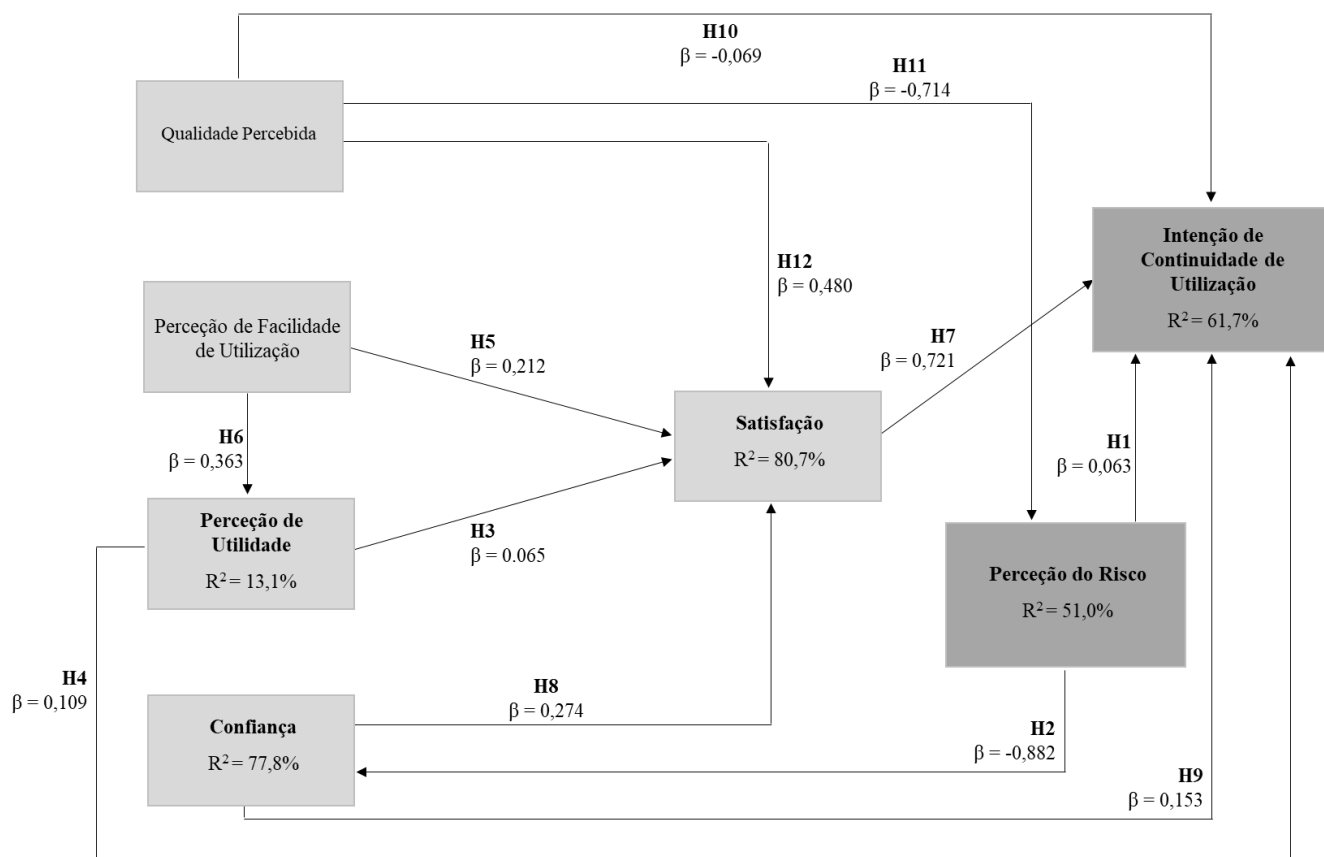 H10
β = -0,069
H11
β = -0,714
Qualidade Percebida
Intenção de
Continuidade de
Utilização
R² = 61,7%
H12
β = 0,480
Perceção de Facilidade
de Utilização
H5
β = 0,212
H7
β = 0,721
Satisfação
R² = 80,7%
H6
β = 0,363
H1
β = 0,063
Perceção de
Utilidade
R² = 13,1%
H3
β = 0.065
Perceção do Risco
R² = 51,0%
H4
β = 0,109
H8
β = 0,274
Confiança
R² = 77,8%
H2
β = -0,882
H9
β = 0,153